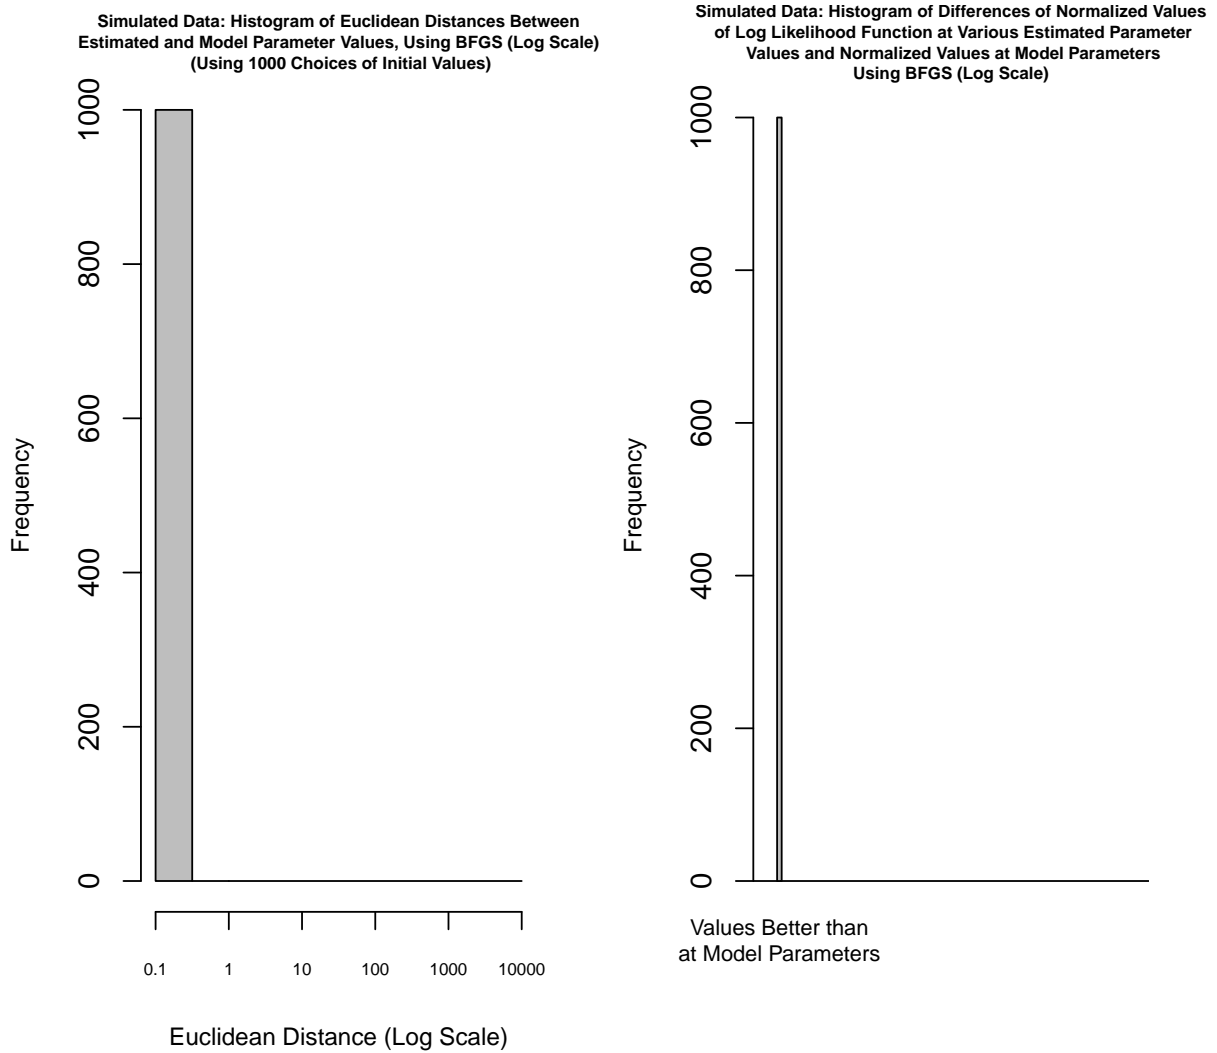 Simulated Data: Histogram of Euclidean Distances Between
Estimated and Model Parameter Values, Using BFGS (Log Scale)
(Using 1000 Choices of Initial Values)
Frequency
1000
800
600
400
200
0
0.1 1 10 100 1000 10000
Euclidean Distance (Log Scale)
Simulated Data: Histogram of Differences of Normalized Values
of Log Likelihood Function at Various Estimated Parameter
Values and Normalized Values at Model Parameters
Using BFGS (Log Scale)
Frequency
1000
800
600
400
200
0
Values Better than
at Model Parameters